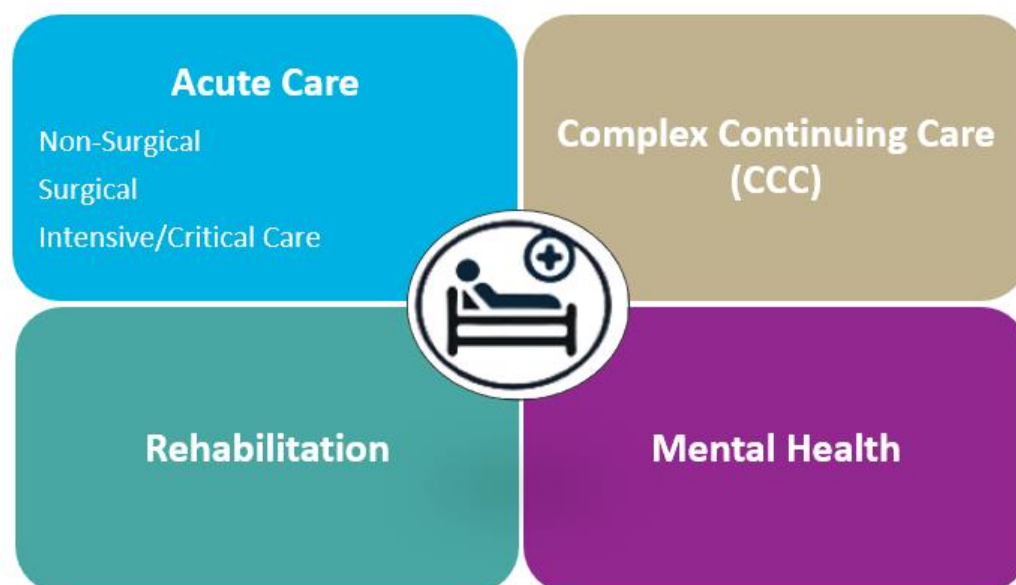 Acute Care
Non-Surgical
Surgical
Intensive/Critical Care
Complex Continuing Care
(CCC)
Rehabilitation
Mental Health